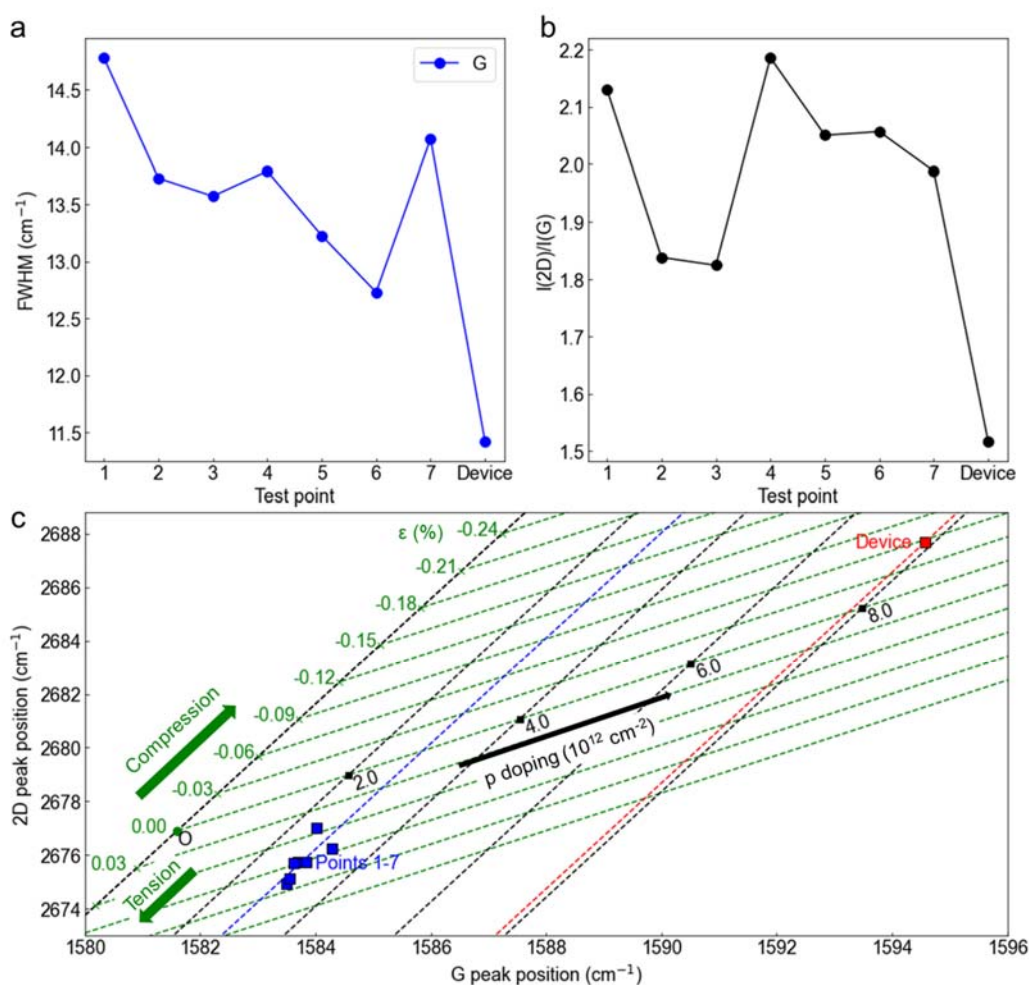 a
FWHM (cm⁻¹)
14.5
14.0
13.5
13.0
12.5
12.0
11.5
G
1 2 3 4 5 6 7 Device
Test point
b
I(2D)/I(G)
2.2
2.1
2.0
1.9
1.8
1.7
1.6
1.5
1 2 3 4 5 6 7 Device
Test point
c
2D peak position (cm⁻¹)
2688
2686
2684
2682
2680
2678
2676
2674
ε (%)
-0.24
-0.21
-0.18
-0.15
-0.12
-0.09
-0.06
-0.03
0.00
0.03
O
Compression
Tension
2.0
4.0
6.0
8.0
p doping (10¹² cm⁻²)
Points 1-7
Device
1580 1582 1584 1586 1588 1590 1592 1594 1596
G peak position (cm⁻¹)